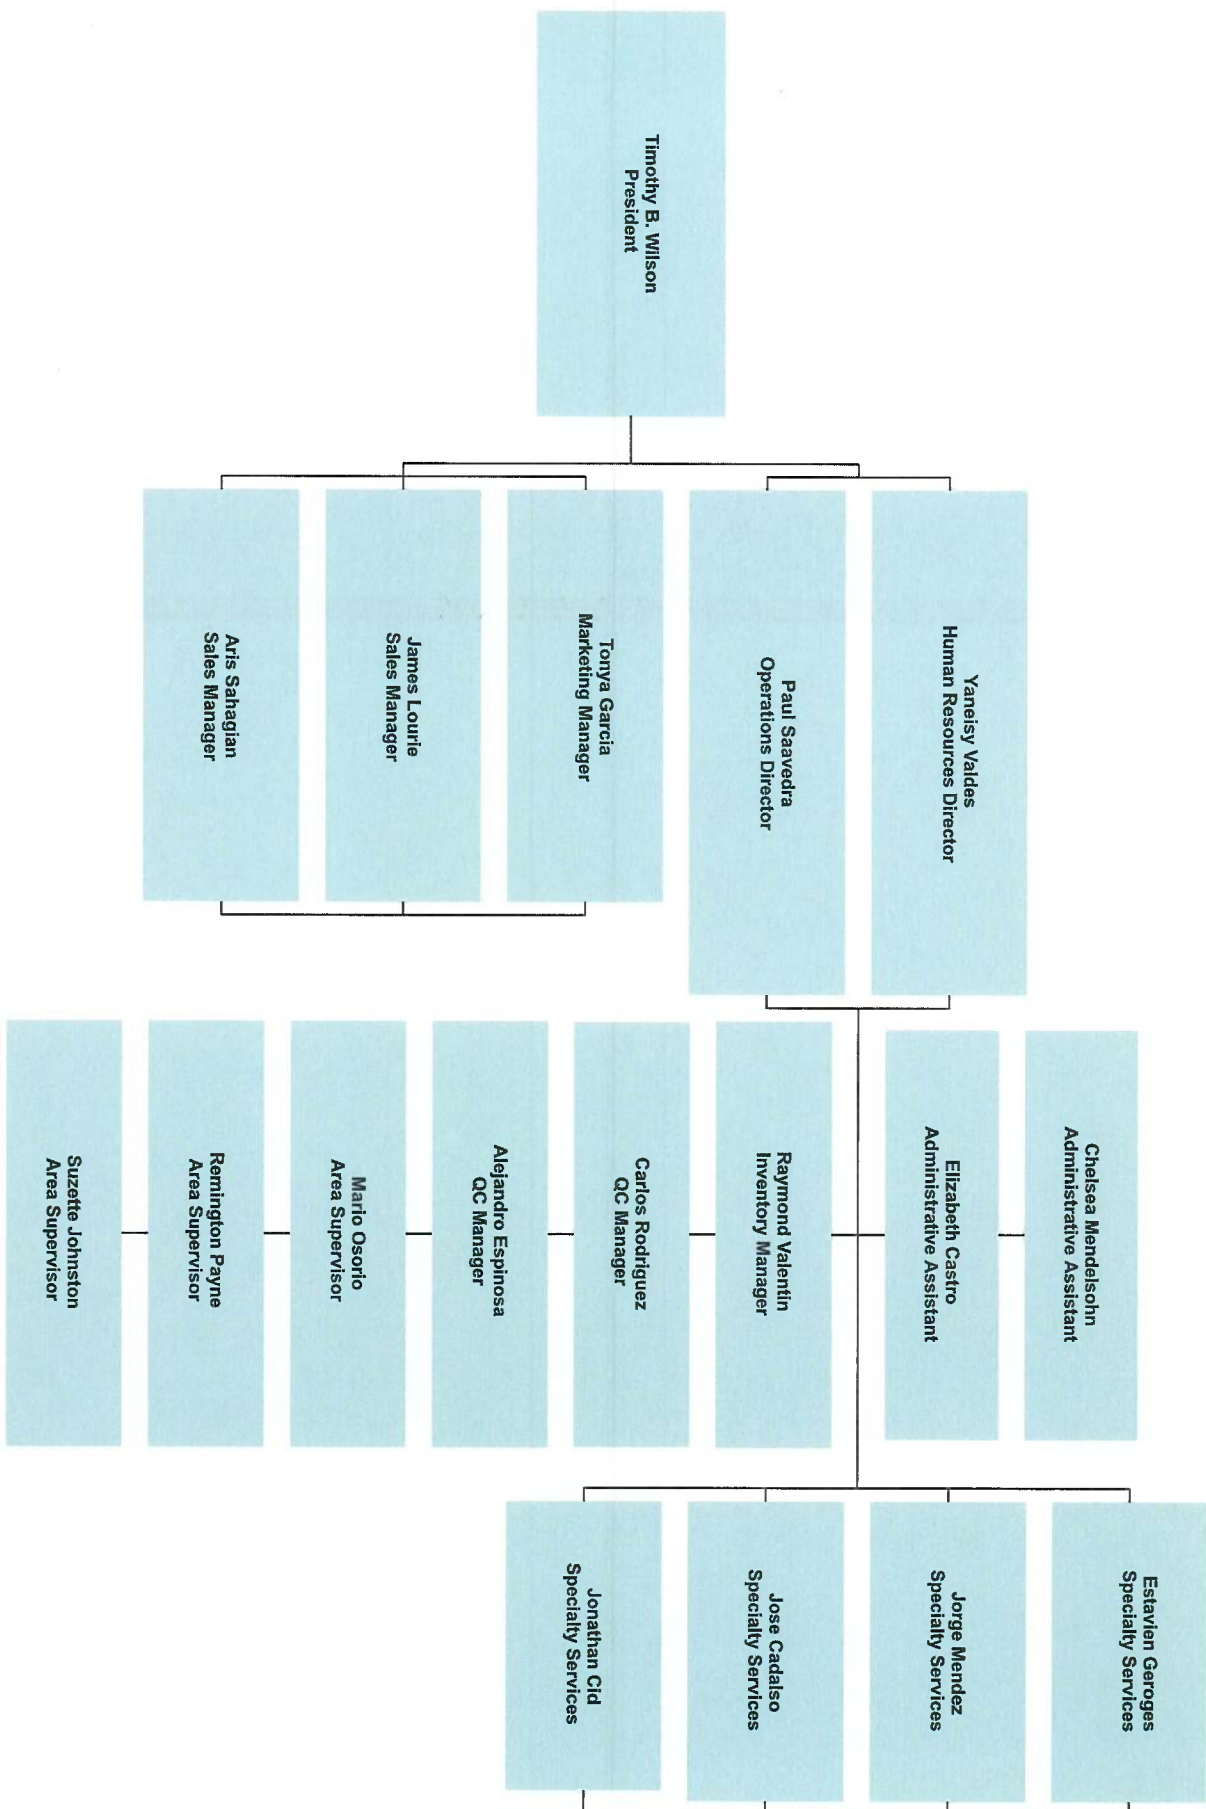 Timothy B. Wilson
President
Yaneisy Valdes
Human Resources Director
Paul Saavedra
Operations Director
Tonya Garcia
Marketing Manager
James Lourie
Sales Manager
Aris Sahagian
Sales Manager
Chelsea Mendelsohn
Administrative Assistant
Elizabeth Castro
Administrative Assistant
Raymond Valentin
Inventory Manager
Carlos Rodriguez
QC Manager
Alejandro Espinosa
QC Manager
Mario Osorio
Area Supervisor
Remington Payne
Area Supervisor
Suzette Johnston
Area Supervisor
Estavien Geroges
Specialty Services
Jorge Mendez
Specialty Services
Jose Cadalso
Specialty Services
Jonathan Cid
Specialty Services